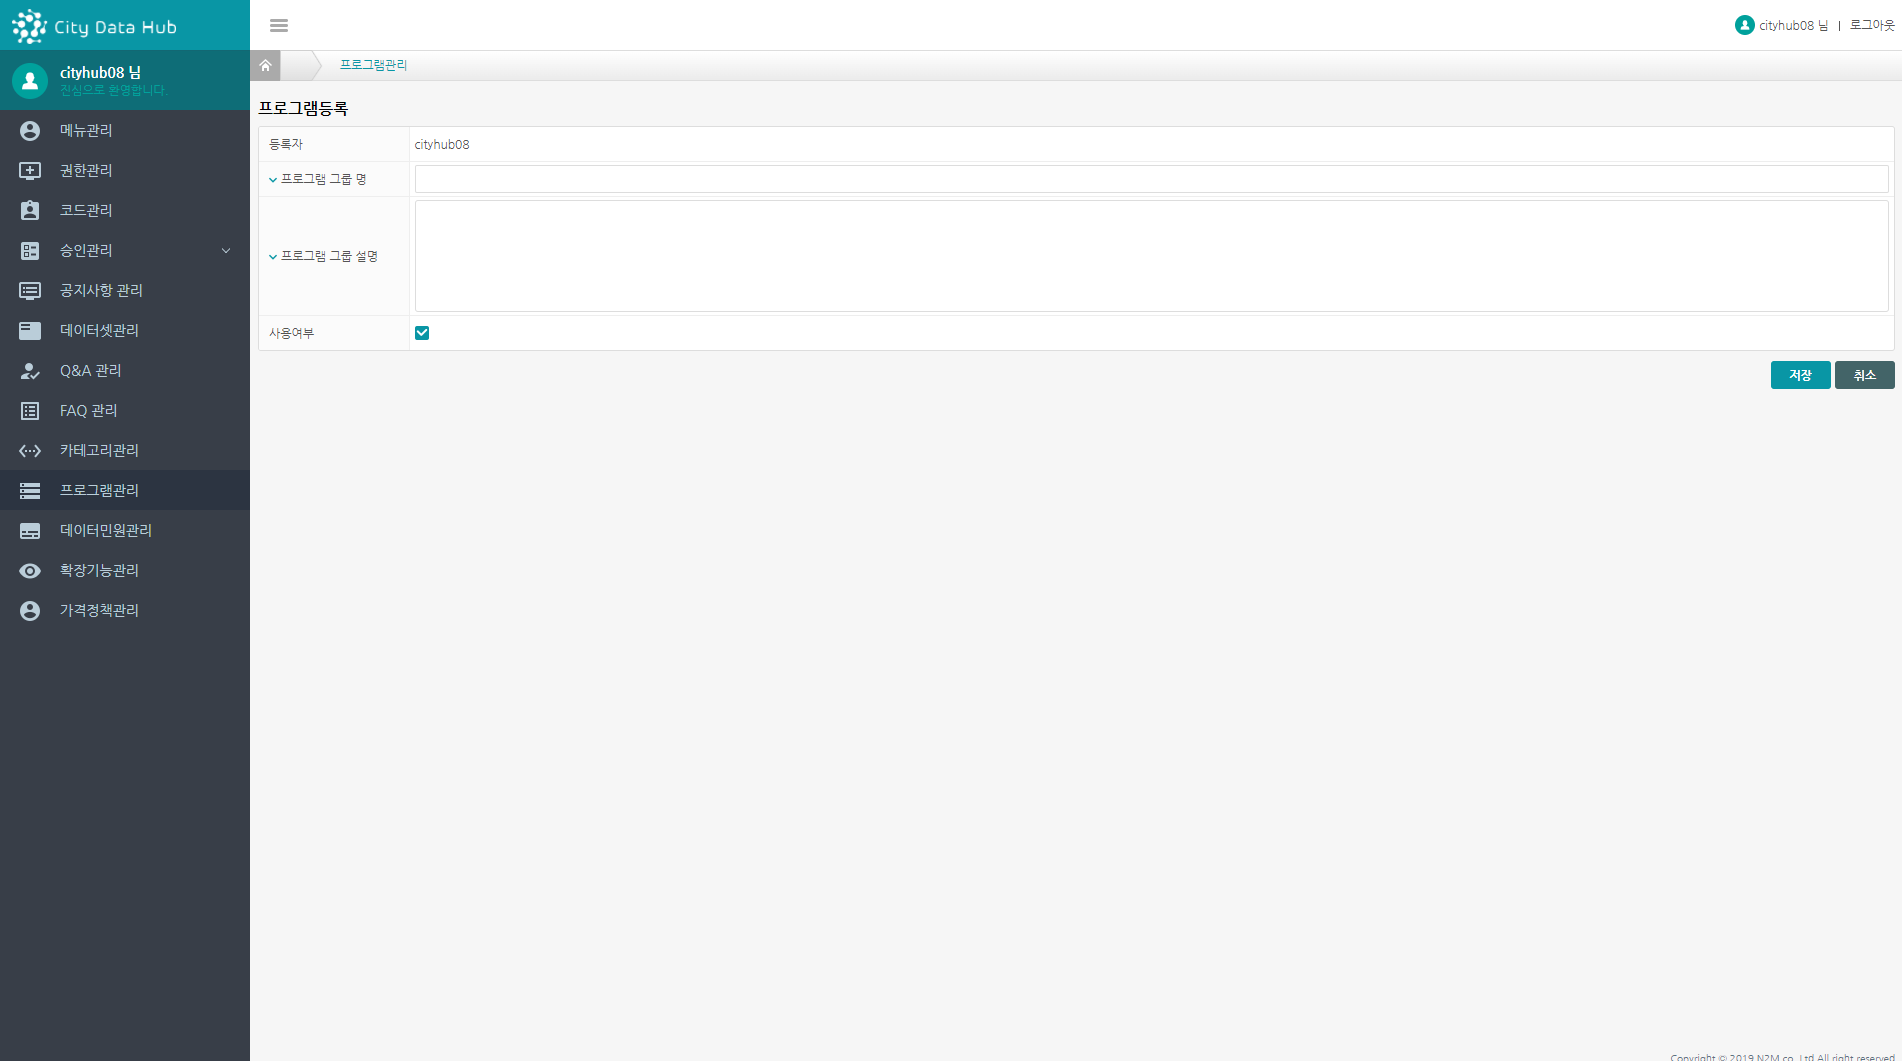 City Data Hub
cityhub08 님 | 로그아웃
cityhub08 님
진심으로 환영합니다.
프로그램관리
메뉴관리
권한관리
코드관리
승인관리
공지사항 관리
데이터셋관리
Q&A 관리
FAQ 관리
카테고리관리
프로그램관리
데이터민원관리
확장기능관리
가격정책관리
프로그램등록
등록자 cityhub08
프로그램 그룹 명
프로그램 그룹 설명
사용여부
저장 취소
Copyright © 2019 N2M co. Ltd All right reserved